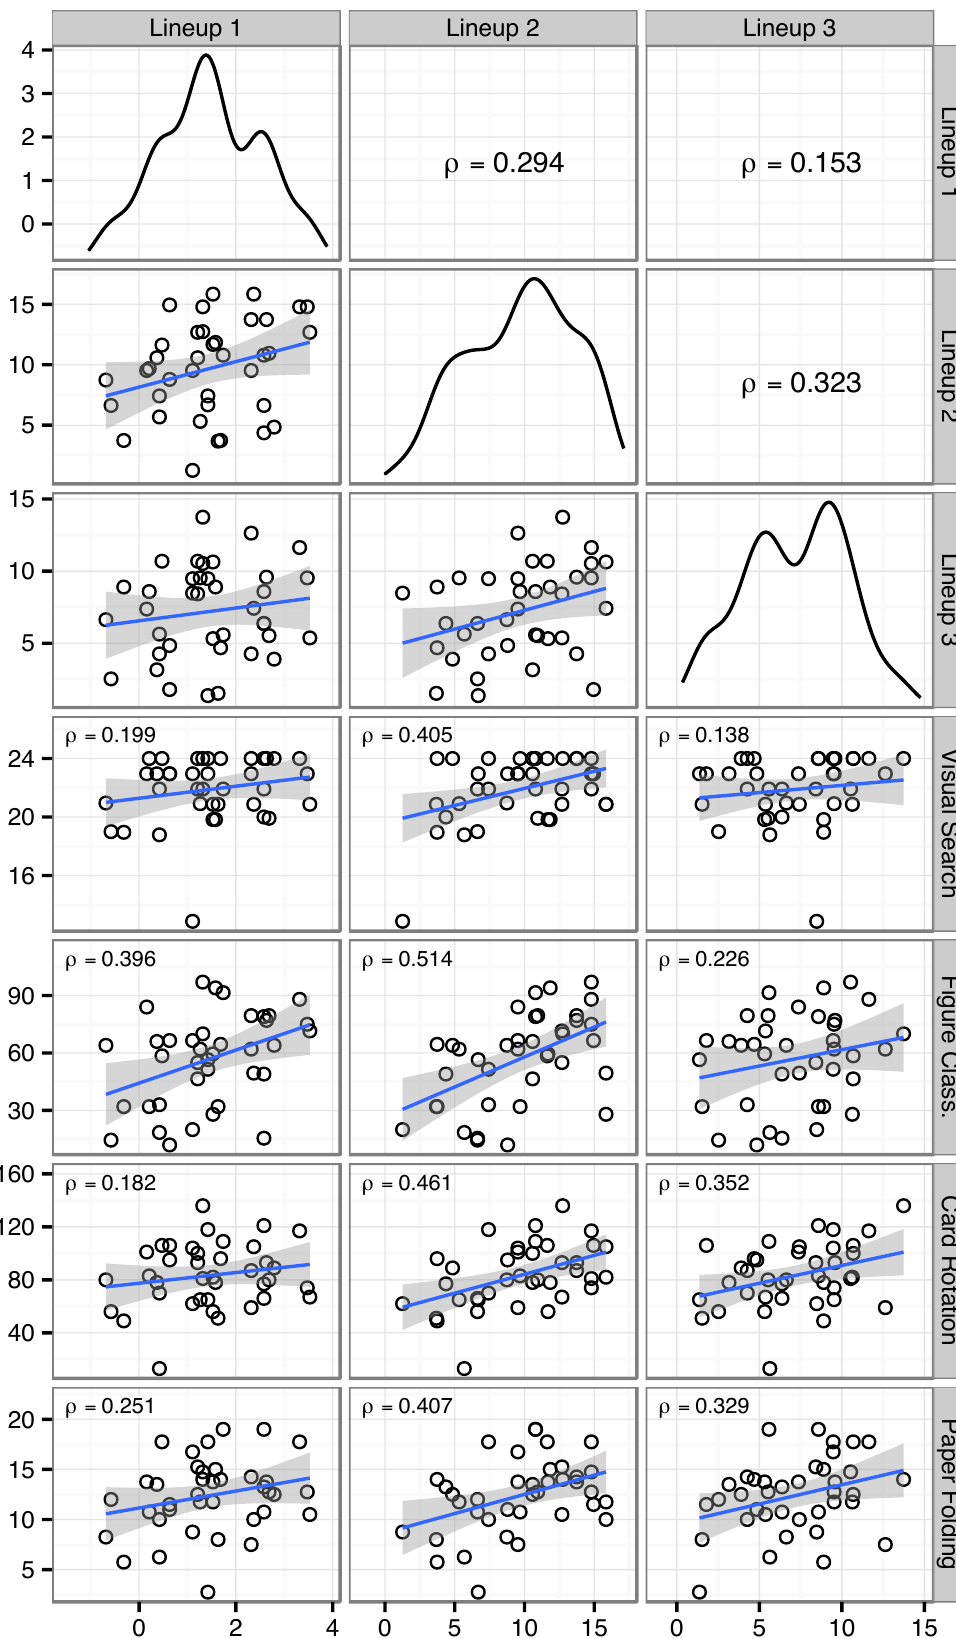 Lineup 1 Lineup 2 Lineup 3
4
3
2
1
0
ρ = 0.294
ρ = 0.153
Lineup 1
15
10
5
ρ = 0.323
Lineup 2
15
10
5
Lineup 3
24
20
16
ρ = 0.199
ρ = 0.405
ρ = 0.138
Visual Search
90
60
30
ρ = 0.396
ρ = 0.514
ρ = 0.226
Figure Class.
160
120
80
40
ρ = 0.182
ρ = 0.461
ρ = 0.352
Card Rotation
20
15
10
5
ρ = 0.251
ρ = 0.407
ρ = 0.329
Paper Folding
0 2 4 0 5 10 15 0 5 10 15